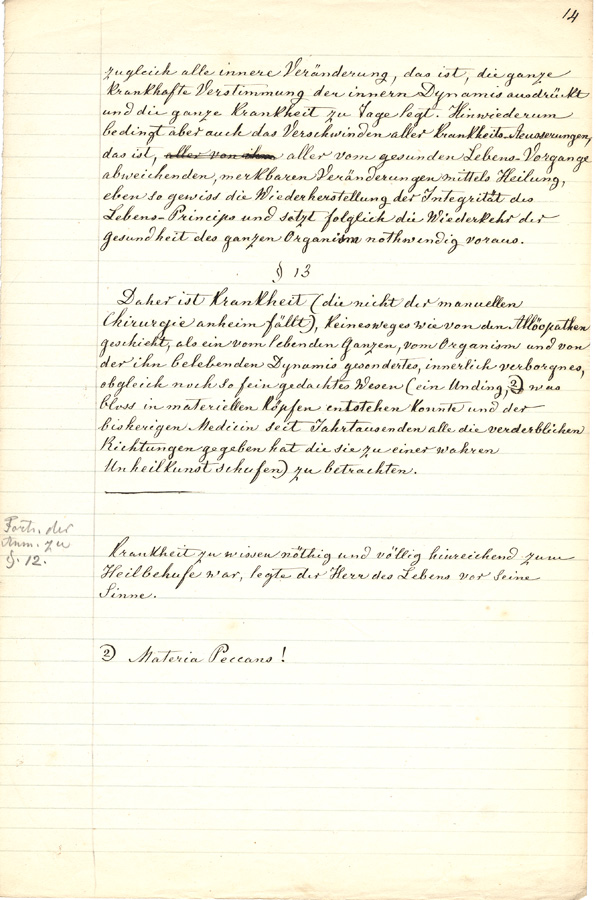 14
zugleich alle innere Veränderung, das ist, die ganze
krankhafte Verstimmung der innern Dynamis ausdrückt
und die ganze Krankheit zu Tage legt. Hinwiederum
bedingt aber auch das Verschwinden aller Krankheits-Aeusserungen,
das ist, aller von ihm aller vom gesunden Lebens-Vorgange
abweichenden, merkbaren Veränderungen mittels Heilung,
eben so gewiss die Wiederherstellung der Integrität des
Lebens-Princips und setzt folglich die Wiederkehr der
Gesundheit des ganzen Organism nothwendig voraus.
§ 13
Daher ist Krankheit (die nicht der manuellen
Chirurgie anheim fällt), keinesweges wie von den Allöopathen
geschieht, als ein vom lebenden Ganzen, vom Organism und von
der ihn belebenden Dynamis gesondertes, innerlich verborgnes,
obgleich noch so fein gedachtes Wesen (ein Unding, 2) was
bloss in materiellen Köpfen entstehen konnte und der
biskerigen Medicin seit Jahrtausenden alle die verderblichen
Richtungen gegeben hat die sie zu einer wahren
Unheilkunst schufen) zu betrachten.
Forts. der
Anm. zu
§. 12.
Krankheit zu wissen nöthig und völlig hinreichend zum
Heilbehufe war, legte der Herr des Lebens vor seine
Sinne.
2) Materia Peccans!